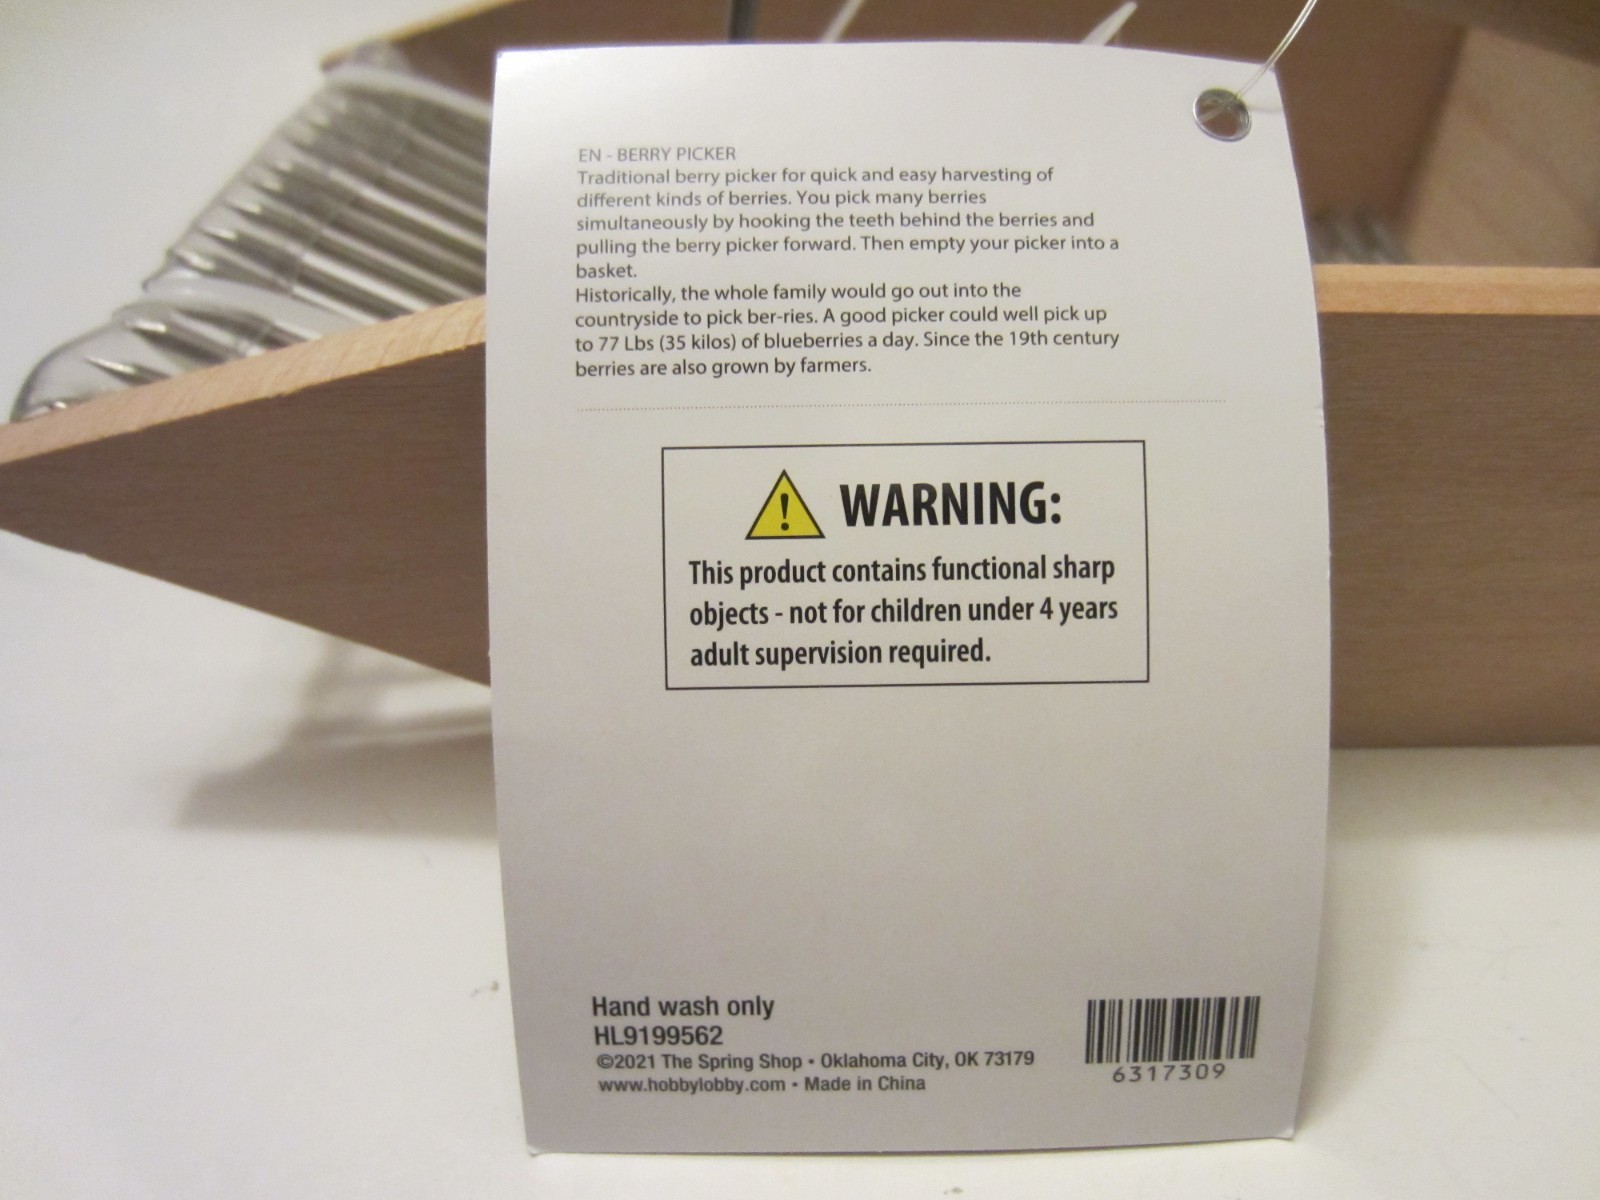 EN - BERRY PICKER
Traditional berry picker for quick and easy harvesting of
different kinds of berries. You pick many berries
simultaneously by hooking the teeth behind the berries and
pulling the berry picker forward. Then empty your picker into a
basket.
Historically, the whole family would go out into the
countryside to pick ber-ries. A good picker could well pick up
to 77 Lbs (35 kilos) of blueberries a day. Since the 19th century
berries are also grown by farmers.
! WARNING:
This product contains functional sharp
objects - not for children under 4 years
adult supervision required.
Hand wash only
HL9199562
©2021 The Spring Shop • Oklahoma City, OK 73179
www.hobbylobby.com • Made in China
6317309